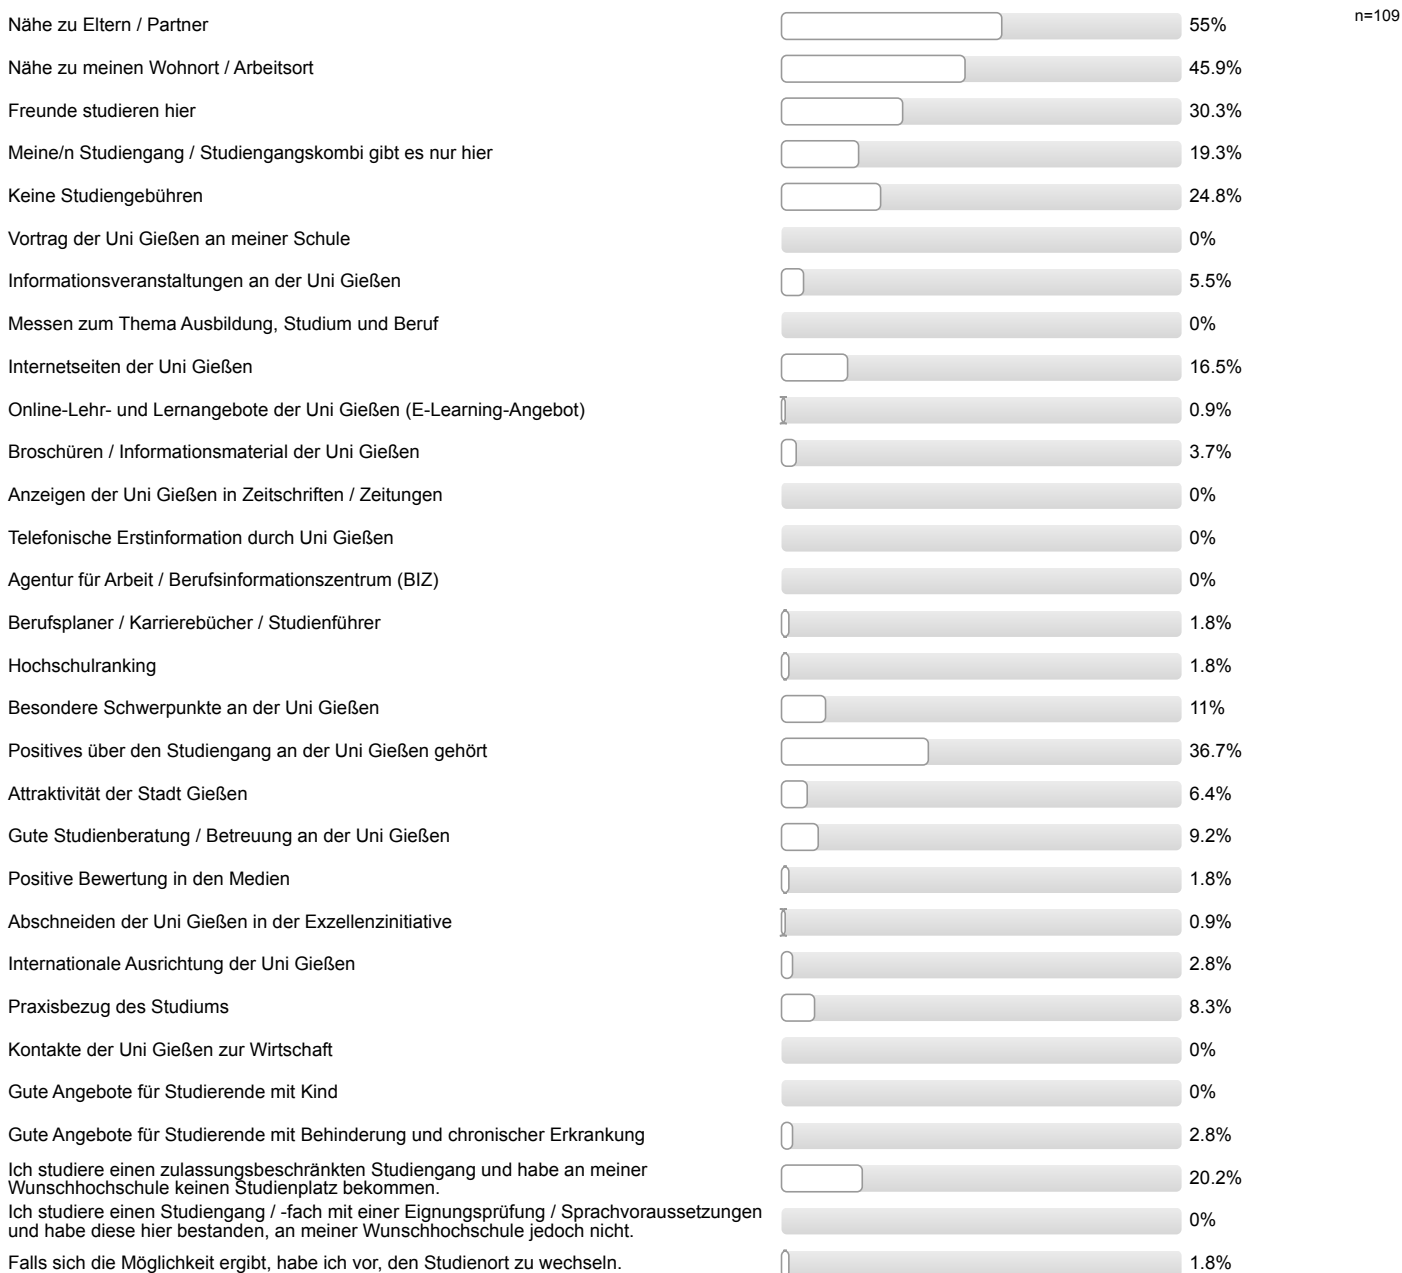 Nähe zu Eltern / Partner 55% n=109
Nähe zu meinen Wohnort / Arbeitsort 45.9%
Freunde studieren hier 30.3%
Meine/n Studiengang / Studiengangskombi gibt es nur hier 19.3%
Keine Studiengebühren 24.8%
Vortrag der Uni Gießen an meiner Schule 0%
Informationsveranstaltungen an der Uni Gießen 5.5%
Messen zum Thema Ausbildung, Studium und Beruf 0%
Internetseiten der Uni Gießen 16.5%
Online-Lehr- und Lernangebote der Uni Gießen (E-Learning-Angebot) 0.9%
Broschüren / Informationsmaterial der Uni Gießen 3.7%
Anzeigen der Uni Gießen in Zeitschriften / Zeitungen 0%
Telefonische Erstinformation durch Uni Gießen 0%
Agentur für Arbeit / Berufsinformationszentrum (BIZ) 0%
Berufsplaner / Karrierebücher / Studienführer 1.8%
Hochschulranking 1.8%
Besondere Schwerpunkte an der Uni Gießen 11%
Positives über den Studiengang an der Uni Gießen gehört 36.7%
Attraktivität der Stadt Gießen 6.4%
Gute Studienberatung / Betreuung an der Uni Gießen 9.2%
Positive Bewertung in den Medien 1.8%
Abschneiden der Uni Gießen in der Exzellenzinitiative 0.9%
Internationale Ausrichtung der Uni Gießen 2.8%
Praxisbezug des Studiums 8.3%
Kontakte der Uni Gießen zur Wirtschaft 0%
Gute Angebote für Studierende mit Kind 0%
Gute Angebote für Studierende mit Behinderung und chronischer Erkrankung 2.8%
Ich studiere einen zulassungsbeschränkten Studiengang und habe an meiner
Wunschhochschule keinen Studienplatz bekommen. 20.2%
Ich studiere einen Studiengang / -fach mit einer Eignungsprüfung / Sprachvoraussetzungen
und habe diese hier bestanden, an meiner Wunschhochschule jedoch nicht. 0%
Falls sich die Möglichkeit ergibt, habe ich vor, den Studienort zu wechseln. 1.8%